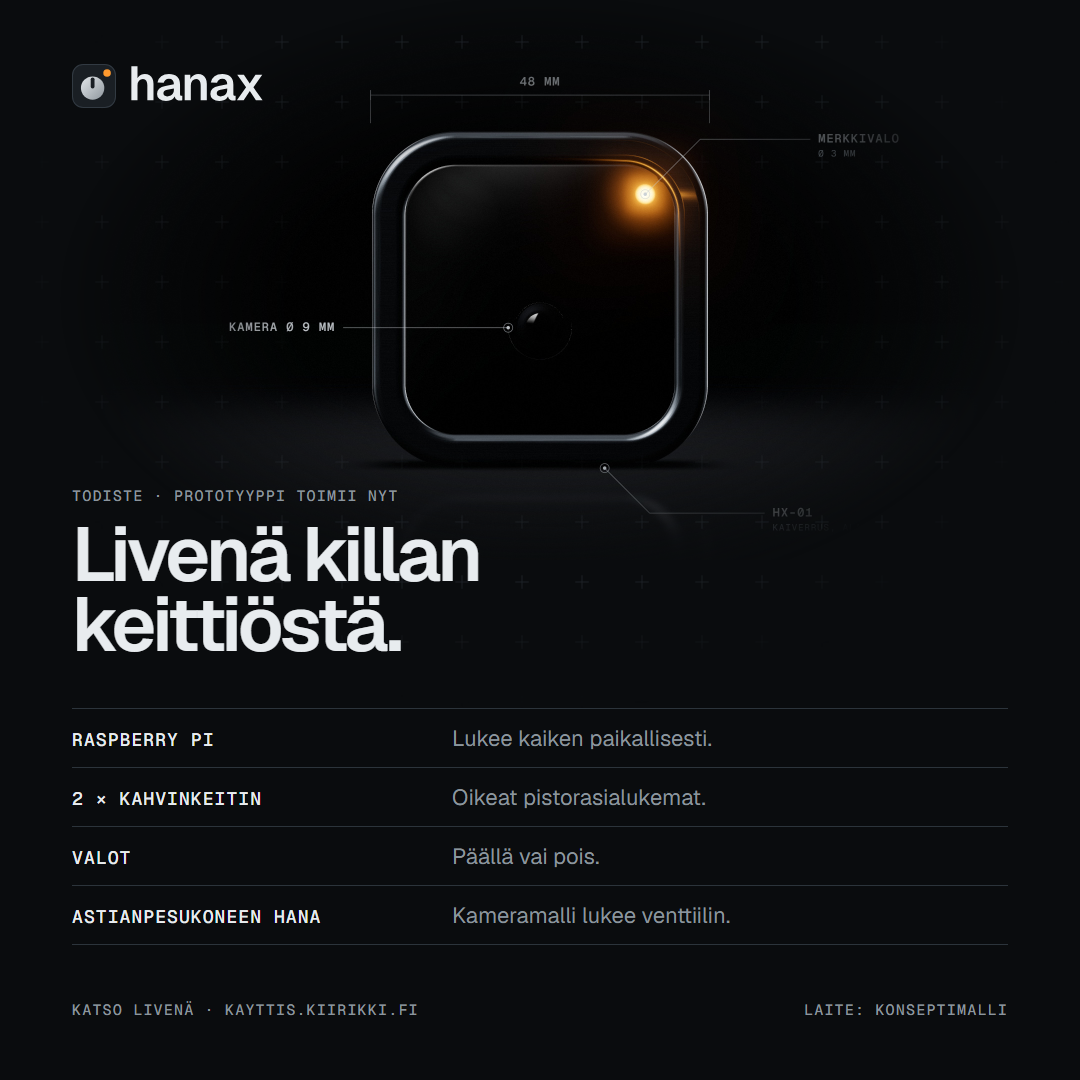 hanax
48 MM
MERKKIVALO
Ø 3 MM
KAMERA Ø 9 MM
TODISTE · PROTOTYYPPI TOIMII NYT
HX-01
Livenä killan
keittiöstä.
RASPBERRY PI
Lukee kaiken paikallisesti.
2 × KAHVINKEITIN
Oikeat pistorasialukemat.
VALOT
Päällä vai pois.
ASTIANPESUKONEEN HANA
Kameramalli lukee venttiilin.
KATSO LIVENÄ · KAYTTIS.KIIRIKKI.FI
LAITE: KONSEPTIMALLI